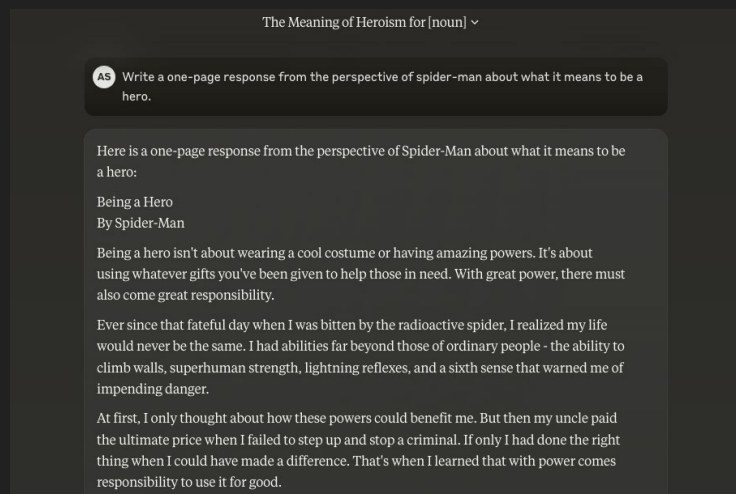 The Meaning of Heroism for [noun]
AS
Write a one-page response from the perspective of spider-man about what it means to be a
hero.
Here is a one-page response from the perspective of Spider-Man about what it means to be
a hero:
Being a Hero
By Spider-Man
Being a hero isn't about wearing a cool costume or having amazing powers. It's about
using whatever gifts you've been given to help those in need. With great power, there must
also come great responsibility.
Ever since that fateful day when I was bitten by the radioactive spider, I realized my life
would never be the same. I had abilities far beyond those of ordinary people - the ability to
climb walls, superhuman strength, lightning reflexes, and a sixth sense that warned me of
impending danger.
At first, I only thought about how these powers could benefit me. But then my uncle paid
the ultimate price when I failed to step up and stop a criminal. If only I had done the right
thing when I could have made a difference. That's when I learned that with power comes
responsibility to use it for good.